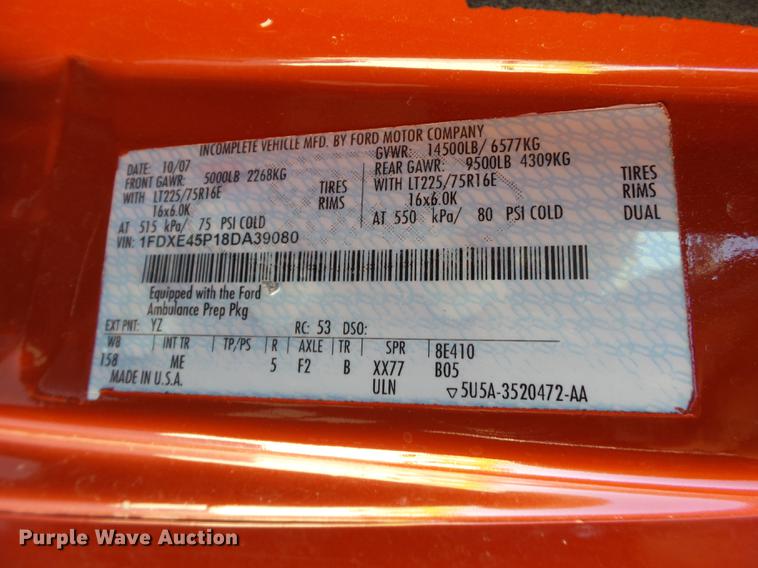 INCOMPLETE VEHICLE MFD. BY FORD MOTOR COMPANY
DATE: 10/07 GVWR: 14500LB/ 6577KG
FRONT GAWR: 5000LB 2268KG REAR GAWR: 9500LB 4309KG
WITH LT225/75R16E TIRES WITH LT225/75R16E TIRES
16x6.0K RIMS 16x6.0K RIMS
AT 515 kPa/ 75 PSI COLD AT 550 kPa/ 80 PSI COLD DUAL
VIN: 1FDXE45P18DA39080
Equipped with the Ford
Ambulance Prep Pkg
EXT PNT: YZ RC: 53 DSO:
WB INT TR TP/PS R AXLE TR SPR 8E410
158 ME 5 F2 B XX77 B05
MADE IN U.S.A. ULN ▽5U5A-3520472-AA
Purple Wave Auction